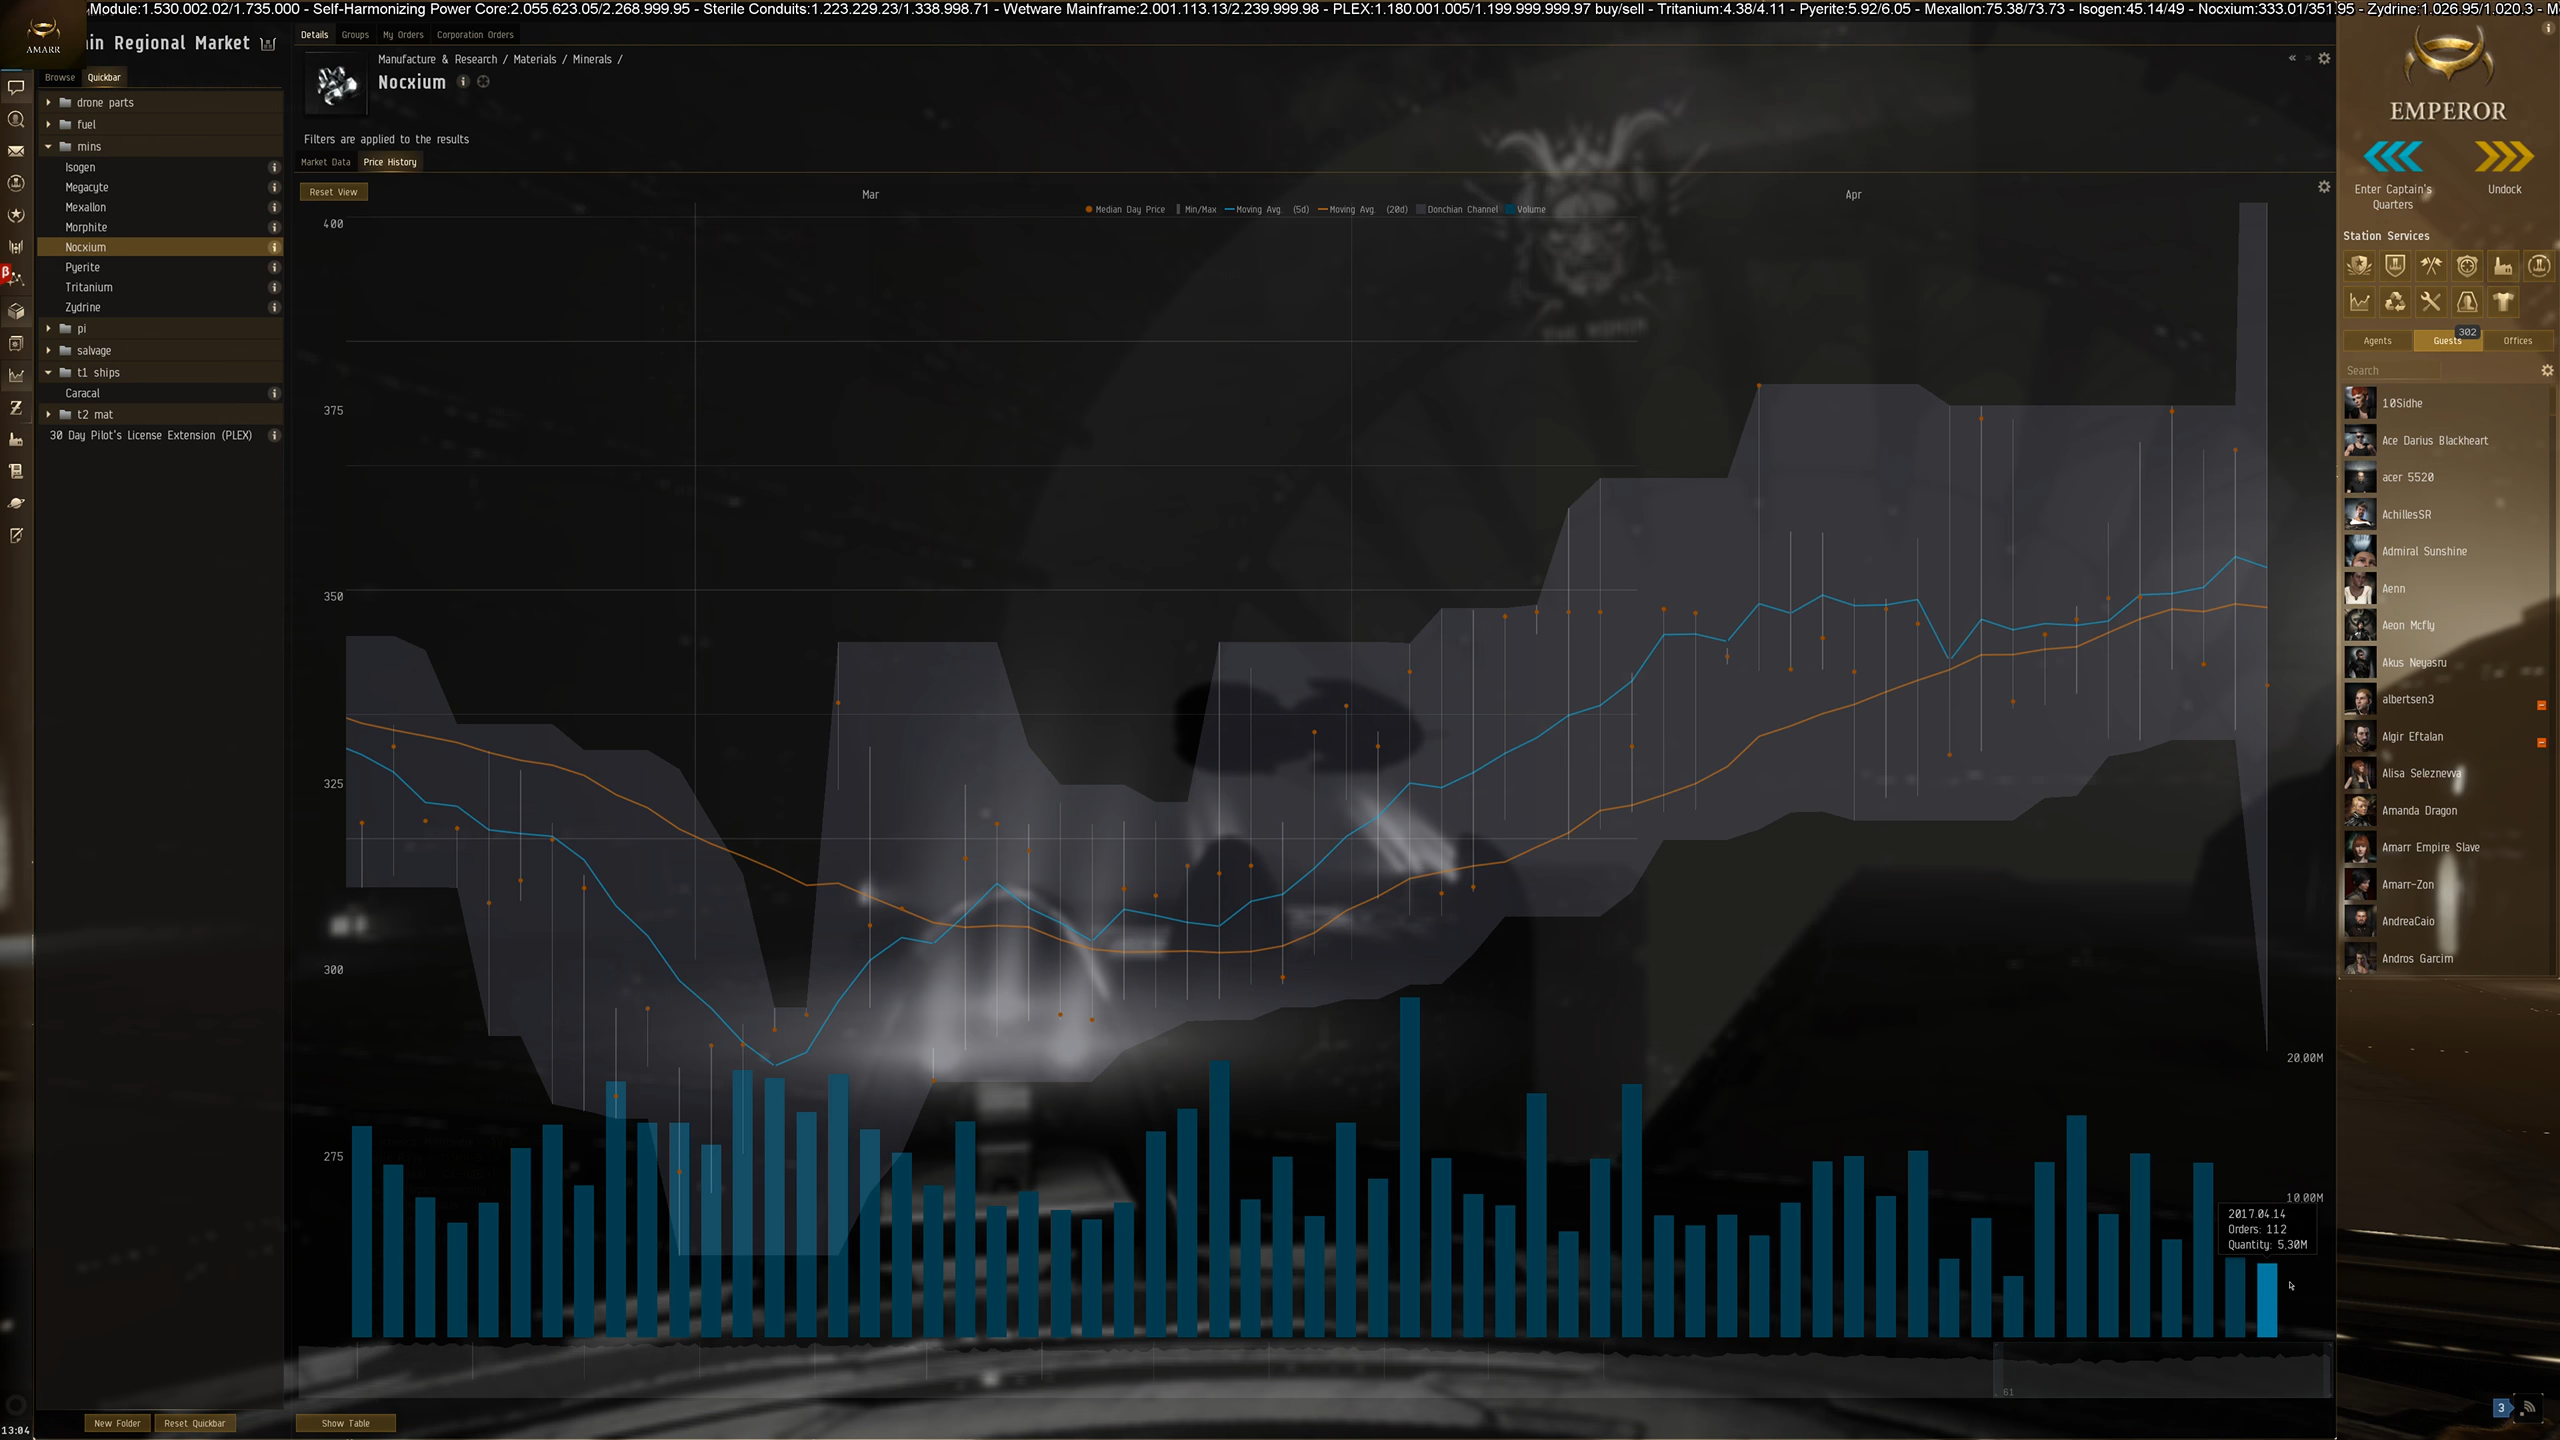 :Module:1.530.002.02/1.735.000 - Self-Harmonizing Power Core:2.055.623.05/2.268.999.95 - Sterile Conduits:1.223.229.23/1.338.998.71 - Wetware Mainframe:2.001.113.13/2.239.999.98 - PLEX:1.180.001.005/1.199.999.999.97 buy/sell - Tritanium:4.38/4.11 - Pyerite:5.92/6.05 - Mexallon:75.38/73.73 - Isogen:45.14/49 - Nocxium:333.01/351.95 - Zydrine:1.026.95/1.020.3 - M
AMARR
in Regional Market
Browse Quickbar
drone parts
fuel
mins
Isogen
Megacyte
Mexallon
Morphite
Nocxium
Pyerite
Tritanium
Zydrine
pi
salvage
t1 ships
Caracal
t2 mat
30 Day Pilot's License Extension (PLEX)
New Folder Reset Quickbar
β
Z
13:04
Details Groups My Orders Corporation Orders
Manufacture & Research / Materials / Minerals /
Nocxium
Filters are applied to the results
Market Data Price History
Reset View
Mar Apr
Median Day Price Min/Max Moving Avg. (5d) Moving Avg. (20d) Donchian Channel Volume
400
375
350
325
300
275
20.00M
10.00M
2017.04.14
Orders: 112
Quantity: 5,30M
61
Show Table
EMPEROR
Enter Captain's Quarters
Undock
Station Services
302
Agents Guests Offices
Search
10Sidhe
Ace Darius Blackheart
acer 5520
AchillesSR
Admiral Sunshine
Aenn
Aeon Mcfly
Akus Neyasru
albertsen3
Algir Eftalan
Alisa Seleznevva
Amanda Dragon
Amarr Empire Slave
Amarr-Zon
AndreaCaio
Andros Garcim
3